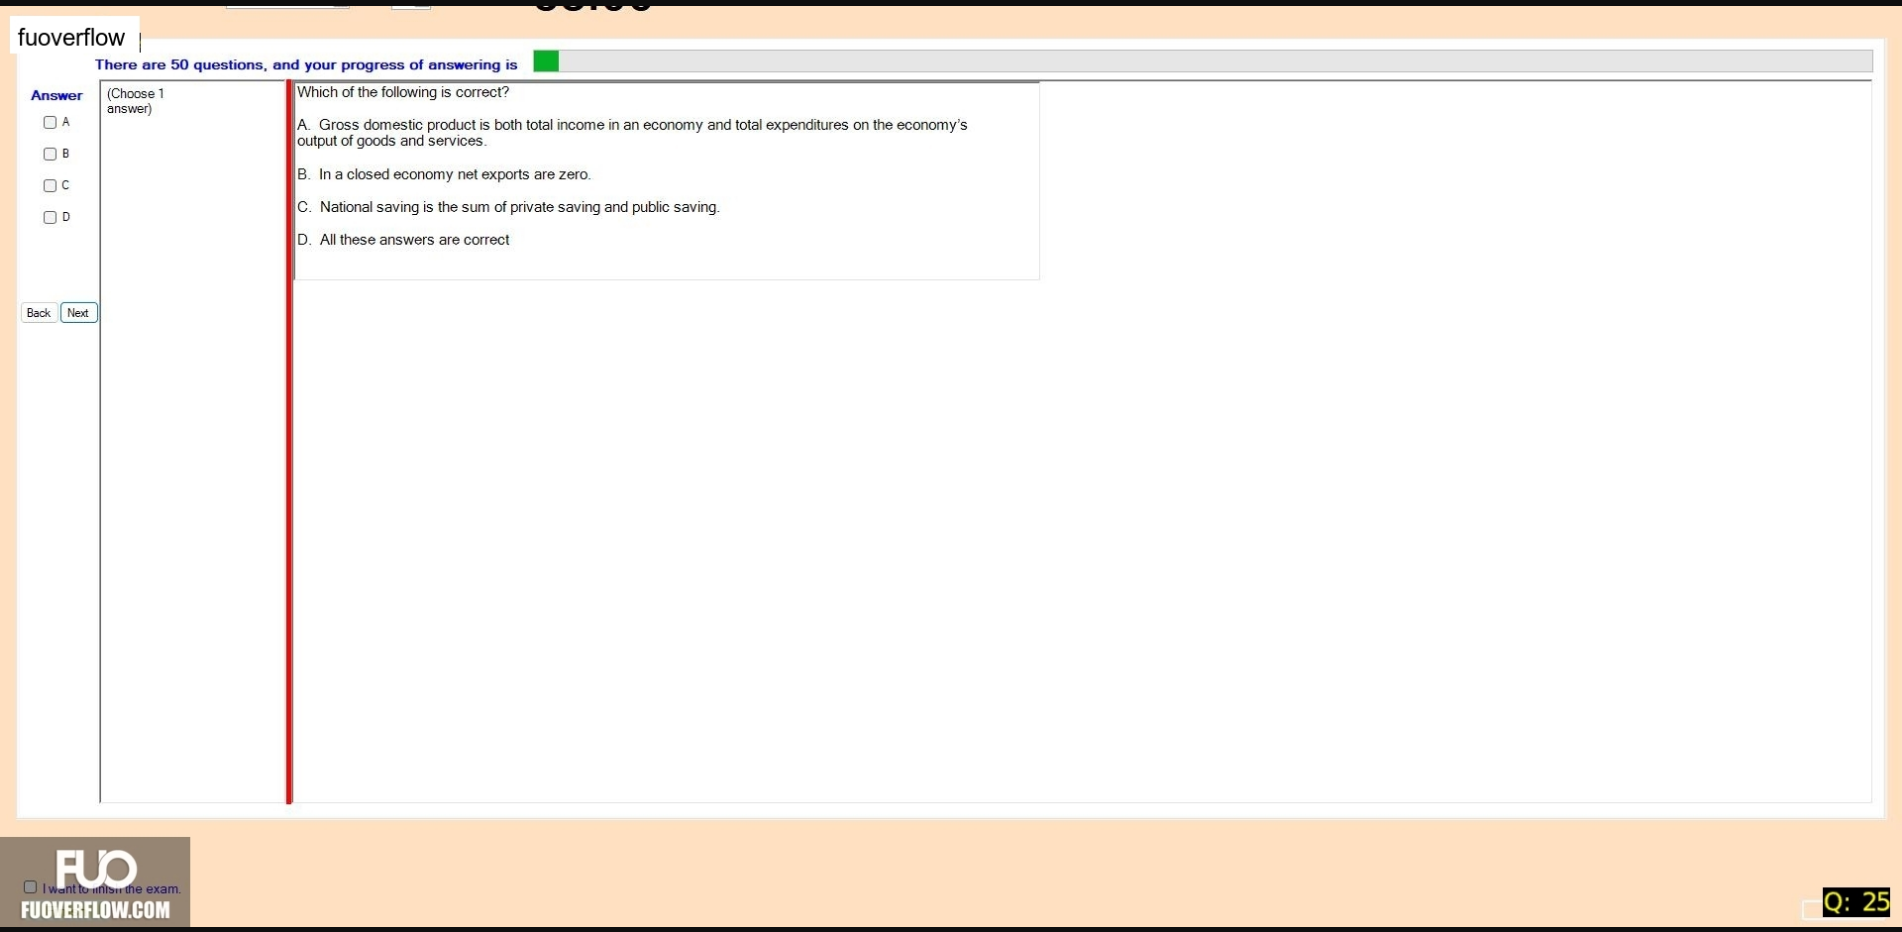 fuoverflow
There are 50 questions, and your progress of answering is
Answer
A
B
C
D
Back Next
(Choose 1
answer)
Which of the following is correct?
A. Gross domestic product is both total income in an economy and total expenditures on the economy's
output of goods and services.
B. In a closed economy net exports are zero.
C. National saving is the sum of private saving and public saving.
D. All these answers are correct
FUO
I want to finish the exam.
FUOVERFLOW.COM
Q: 25